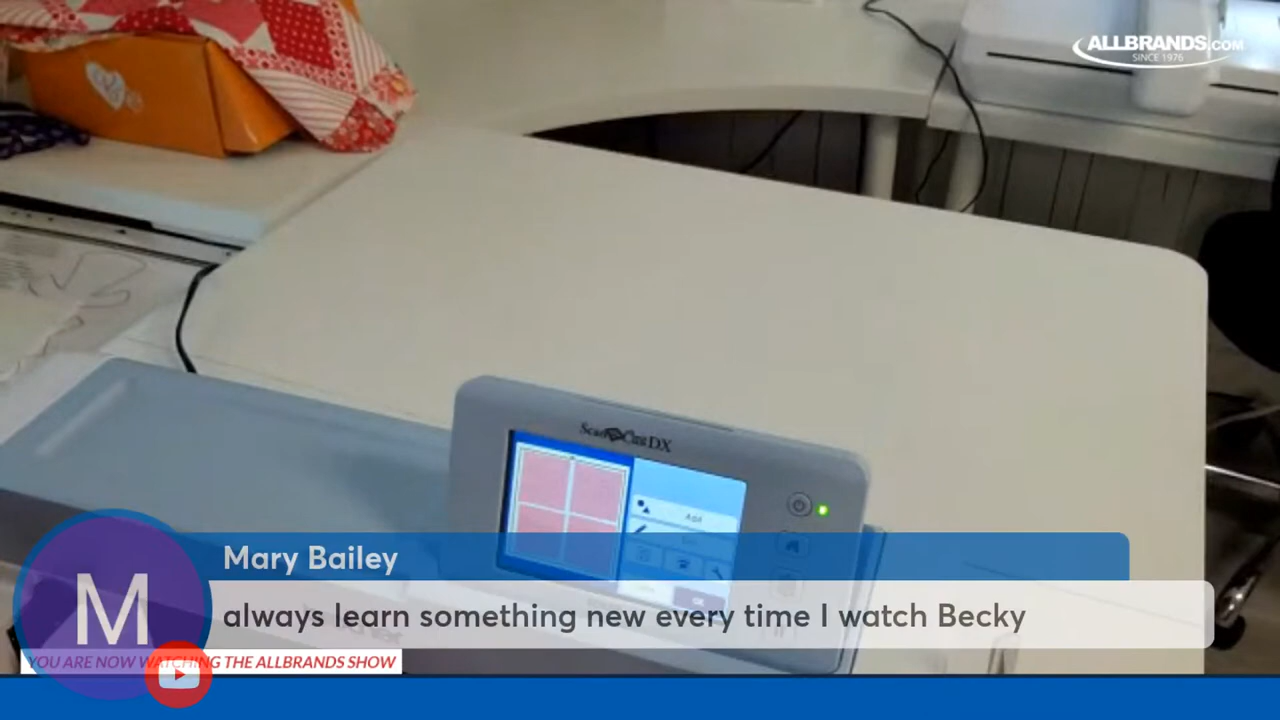 ALLBRANDS.COM
SINCE 1976
ScanNCut DX
Add
Mary Bailey
M
always learn something new every time I watch Becky
YOU ARE NOW WATCHING THE ALLBRANDS SHOW